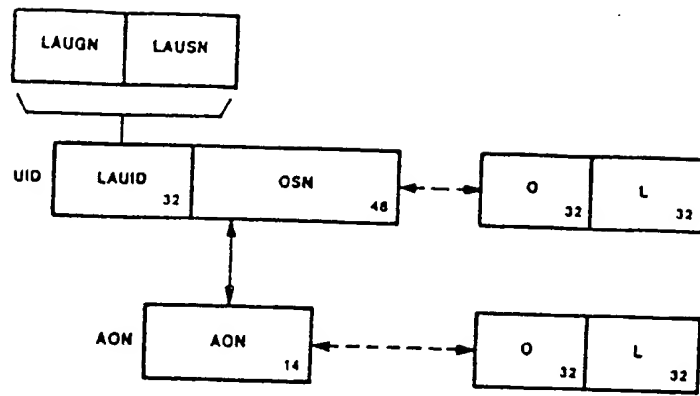 LAUGN LAUSN
UID LAUID 32 OSN 48 O 32 L 32
AON AON 14 O 32 L 32